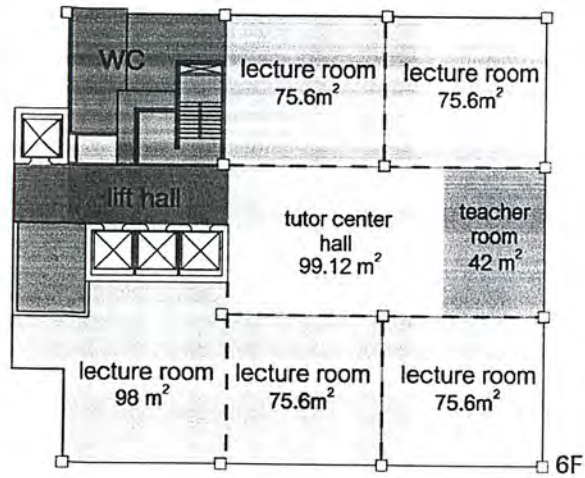 WC
lecture room
75.6m²
lecture room
75.6m²
lift hall
tutor center
hall
99.12 m²
teacher
room
42 m²
lecture room
98 m²
lecture room
75.6m²
lecture room
75.6m²
6F